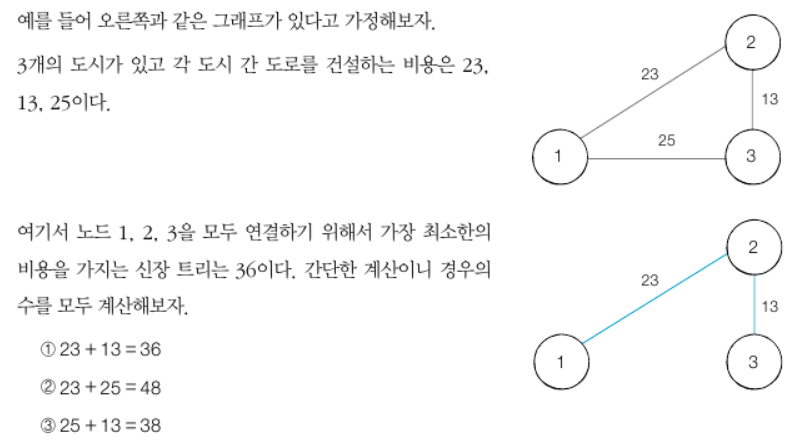 예를 들어 오른쪽과 같은 그래프가 있다고 가정해보자.
3개의 도시가 있고 각 도시 간 도로를 건설하는 비용은 23,
13, 25이다.
2
23
13
25
1
3
여기서 노드 1, 2, 3을 모두 연결하기 위해서 가장 최소한의
비용을 가지는 신장 트리는 36이다. 간단한 계산이니 경우의
수를 모두 계산해보자.
① 23 + 13 = 36
② 23 + 25 = 48
③ 25 + 13 = 38
2
23
13
1
3